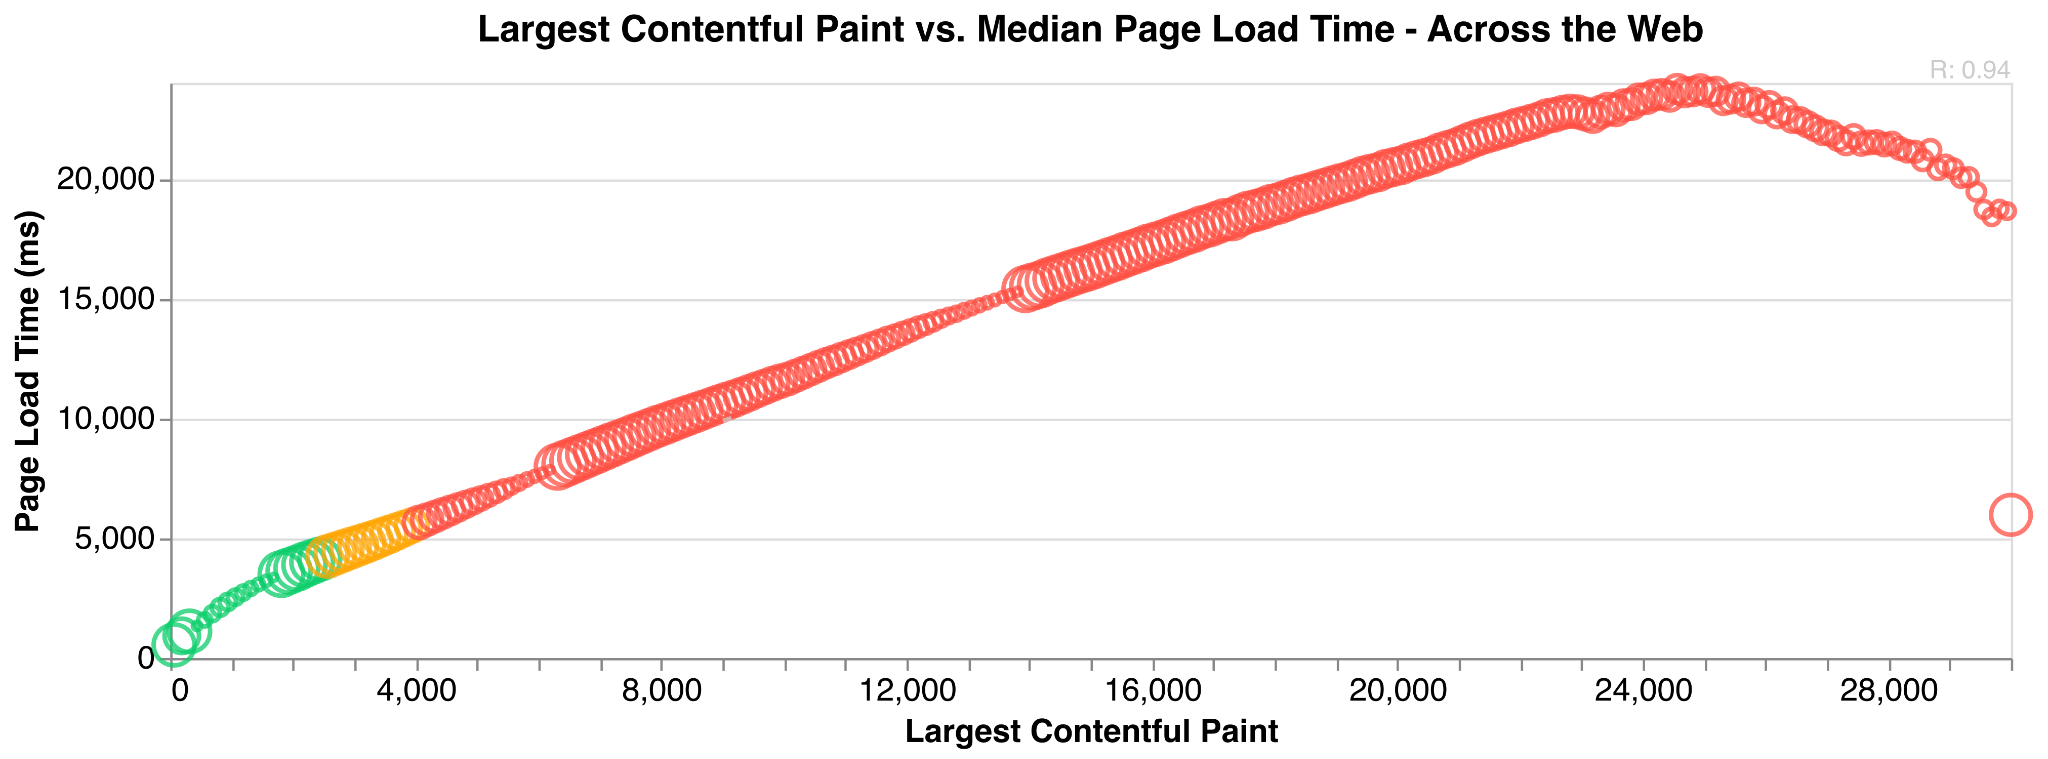 Largest Contentful Paint vs. Median Page Load Time - Across the Web
R: 0.94
20,000
15,000
10,000
5,000
0
Page Load Time (ms)
0 4,000 8,000 12,000 16,000 20,000 24,000 28,000
Largest Contentful Paint